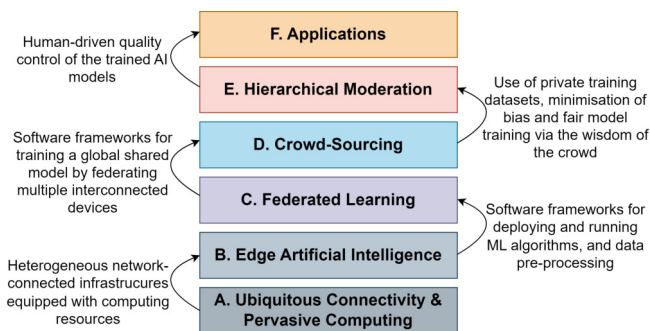 F. Applications
Human-driven quality
control of the trained AI
models
E. Hierarchical Moderation
Use of private training
datasets, minimisation of
bias and fair model
training via the wisdom of
the crowd
D. Crowd-Sourcing
Software frameworks for
training a global shared
model by federating
multiple interconnected
devices
C. Federated Learning
Software frameworks for
deploying and running
ML algorithms, and data
pre-processing
B. Edge Artificial Intelligence
Heterogeneous network-
connected infrastrucures
equipped with computing
resources
A. Ubiquitous Connectivity &
Pervasive Computing